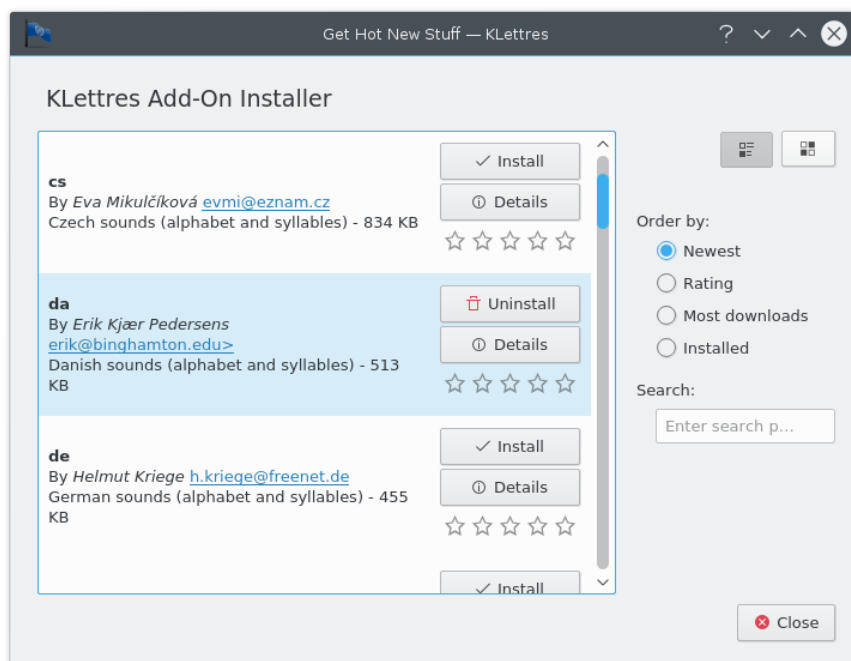 Get Hot New Stuff — KLettres
KLettres Add-On Installer
cs
By Eva Mikulčíková evmi@eznam.cz
Czech sounds (alphabet and syllables) - 834 KB
Install
Details
da
By Erik Kjær Pedersens
erik@binghamton.edu>
Danish sounds (alphabet and syllables) - 513
KB
Uninstall
Details
de
By Helmut Kriege h.kriege@freenet.de
German sounds (alphabet and syllables) - 455
KB
Install
Details
Install
Order by:
Newest
Rating
Most downloads
Installed
Search:
Enter search p...
Close